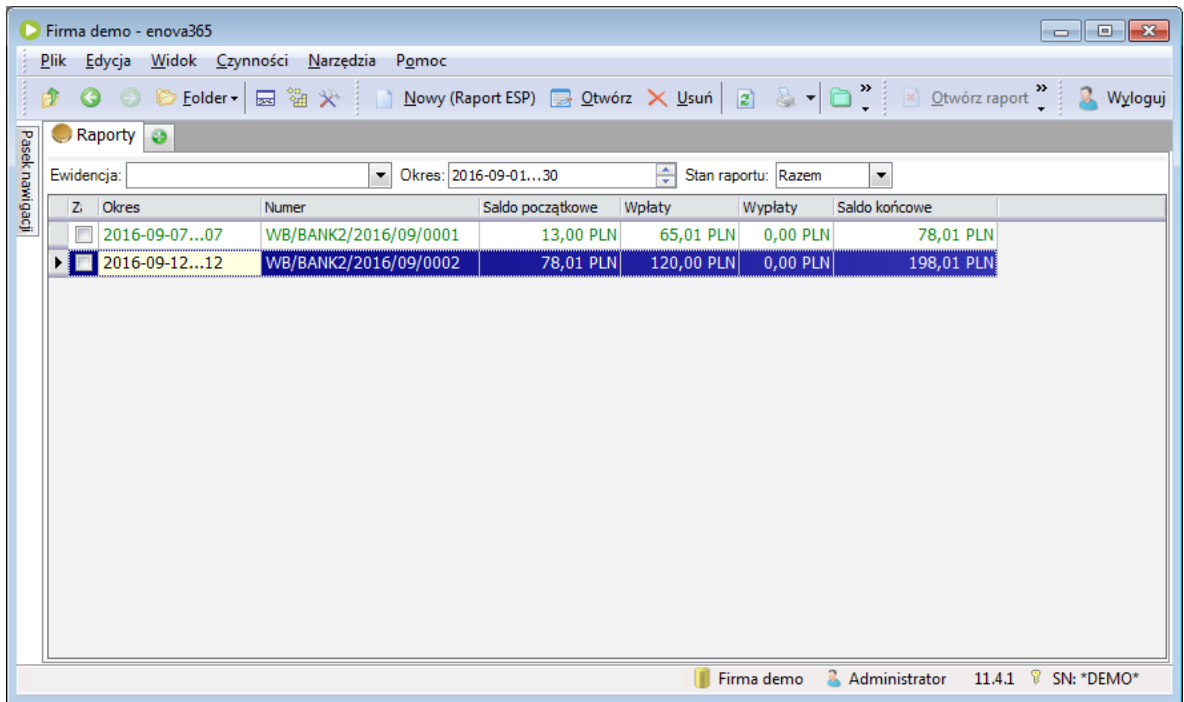 Firma demo - enova365
Plik Edycja Widok Czynności Narzędzia Pomoc
Folder Nowy (Raport ESP) Otwórz Usuń Otwórz raport Wyloguj
Pasek nawigacji
Raporty
Ewidencja: Okres: 2016-09-01...30 Stan raportu: Razem
Z Okres Numer Saldo początkowe Wpłaty Wypłaty Saldo końcowe
2016-09-07...07 WB/BANK2/2016/09/0001 13,00 PLN 65,01 PLN 0,00 PLN 78,01 PLN
2016-09-12...12 WB/BANK2/2016/09/0002 78,01 PLN 120,00 PLN 0,00 PLN 198,01 PLN
Firma demo Administrator 11.4.1 SN: *DEMO*